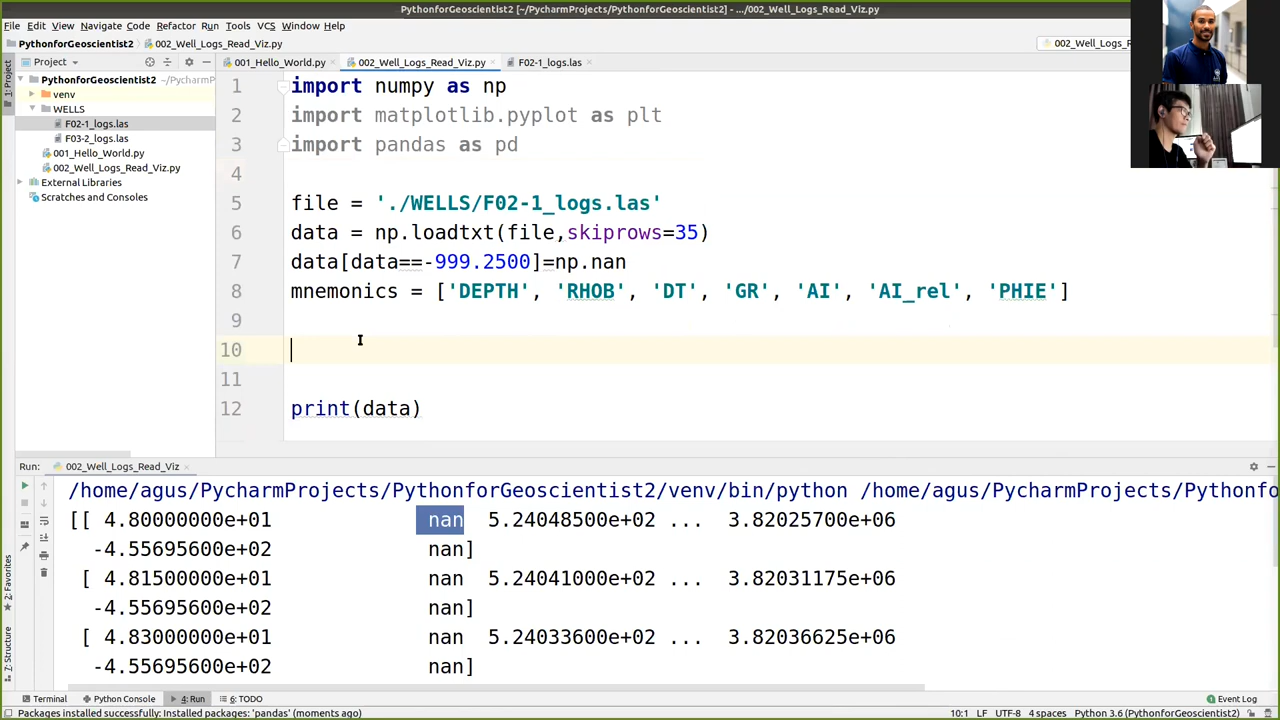 PythonforGeoscientist2 [~/PycharmProjects/PythonforGeoscientist2] - .../002_Well_Logs_Read_Viz.py
File Edit View Navigate Code Refactor Run Tools VCS Window Help
PythonforGeoscientist2 002_Well_Logs_Read_Viz.py
002_Well_Logs_R
Project
001_Hello_World.py 002_Well_Logs_Read_Viz.py F02-1_logs.las
1: Project
PythonforGeoscientist2 ~/PycharmP
venv
WELLS
F02-1_logs.las
F03-2_logs.las
001_Hello_World.py
002_Well_Logs_Read_Viz.py
External Libraries
Scratches and Consoles
1 import numpy as np
2 import matplotlib.pyplot as plt
3 import pandas as pd
4
5 file = './WELLS/F02-1_logs.las'
6 data = np.loadtxt(file,skiprows=35)
7 data[data==-999.2500]=np.nan
8 mnemonics = ['DEPTH', 'RHOB', 'DT', 'GR', 'AI', 'AI_rel', 'PHIE']
9
10
11
12 print(data)
Run: 002_Well_Logs_Read_Viz
/home/agus/PycharmProjects/PythonforGeoscientist2/venv/bin/python /home/agus/PycharmProjects/Pythonfo
[[ 4.80000000e+01 nan 5.24048500e+02 ... 3.82025700e+06
-4.55695600e+02 nan]
[ 4.81500000e+01 nan 5.24041000e+02 ... 3.82031175e+06
-4.55695600e+02 nan]
[ 4.83000000e+01 nan 5.24033600e+02 ... 3.82036625e+06
-4.55695600e+02 nan]
2: Favorites
7: Structure
Terminal Python Console 4: Run 6: TODO Event Log
Packages installed successfully: Installed packages: 'pandas' (moments ago) 10:1 LF UTF-8 4 spaces Python 3.6 (PythonforGeoscientist2)